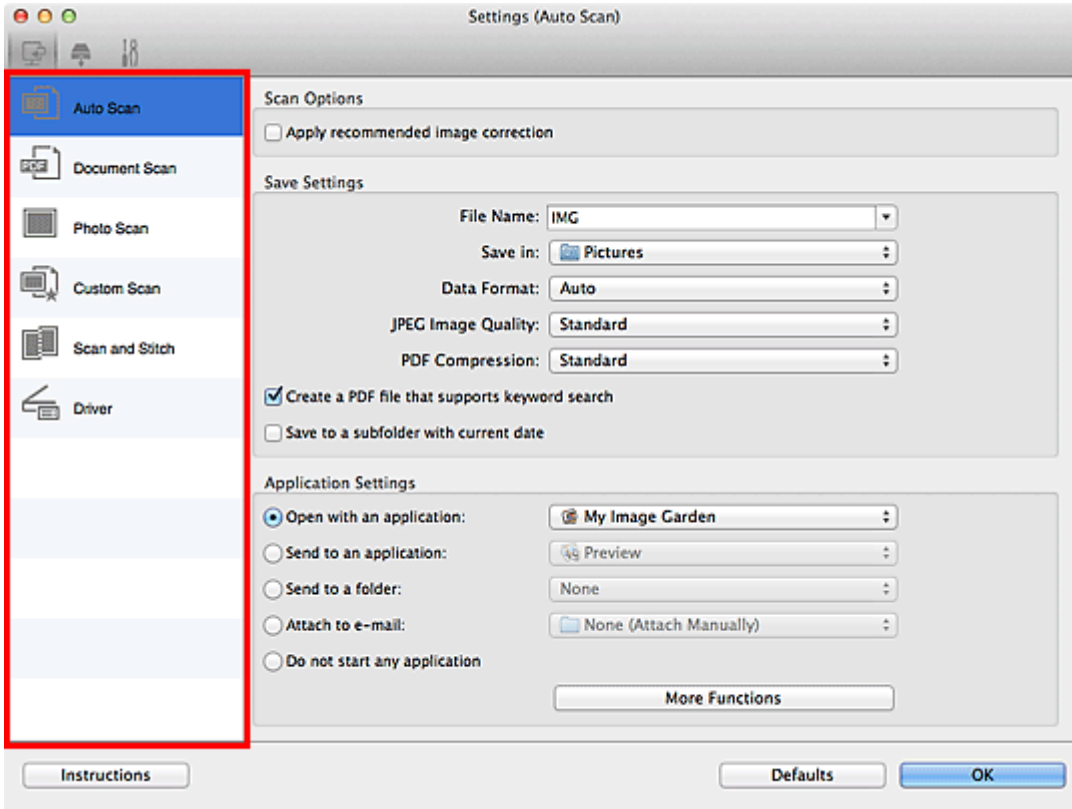 Settings (Auto Scan)
Auto Scan
PDF
Document Scan
Photo Scan
Custom Scan
Scan and Stitch
Driver
Scan Options
Apply recommended image correction
Save Settings
File Name: IMG
Save in: Pictures
Data Format: Auto
JPEG Image Quality: Standard
PDF Compression: Standard
Create a PDF file that supports keyword search
Save to a subfolder with current date
Application Settings
Open with an application: My Image Garden
Send to an application: Preview
Send to a folder: None
Attach to e-mail: None (Attach Manually)
Do not start any application
More Functions
Instructions Defaults OK